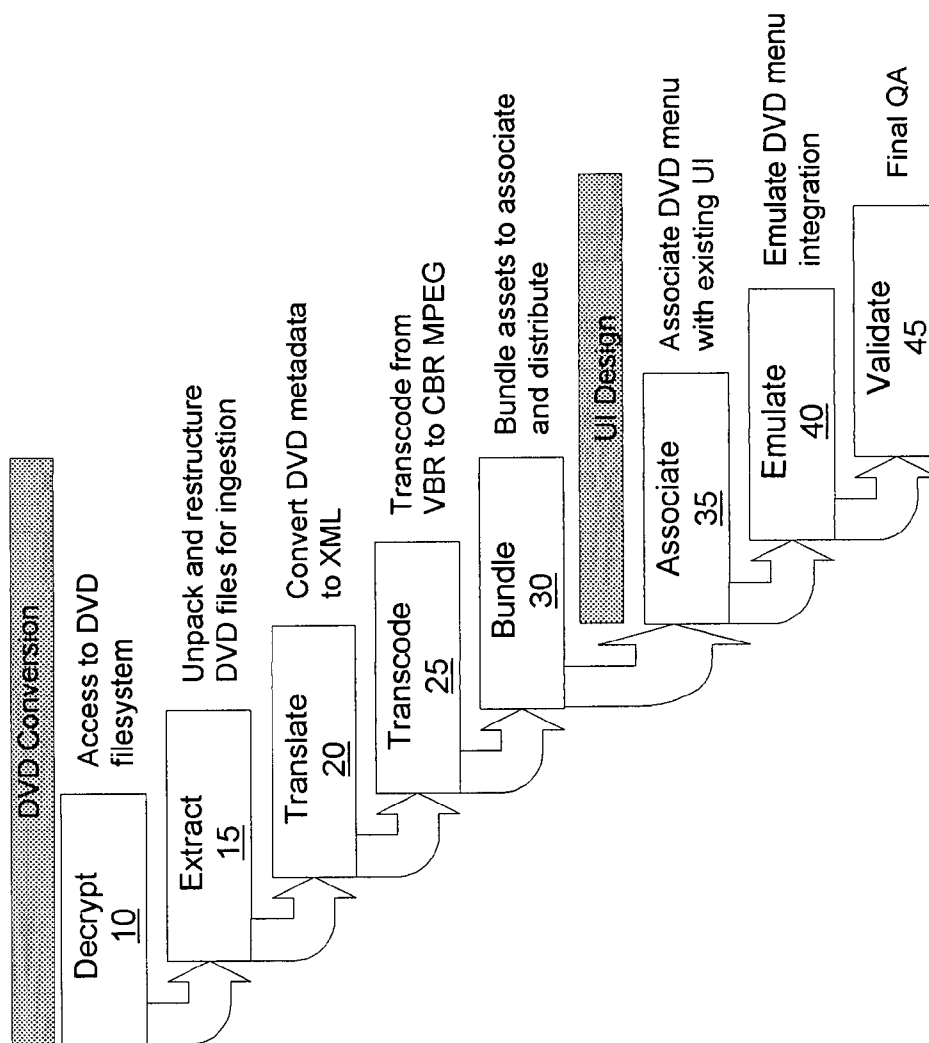 DVD Conversion
Decrypt
10
Access to DVD
filesystem
Extract
15
Unpack and restructure
DVD files for ingestion
Translate
20
Convert DVD metadata
to XML
Transcode
25
Transcode from
VBR to CBR MPEG
Bundle
30
Bundle assets to associate
and distribute
UI Design
Associate
35
Associate DVD menu
with existing UI
Emulate
40
Emulate DVD menu
integration
Validate
45
Final QA